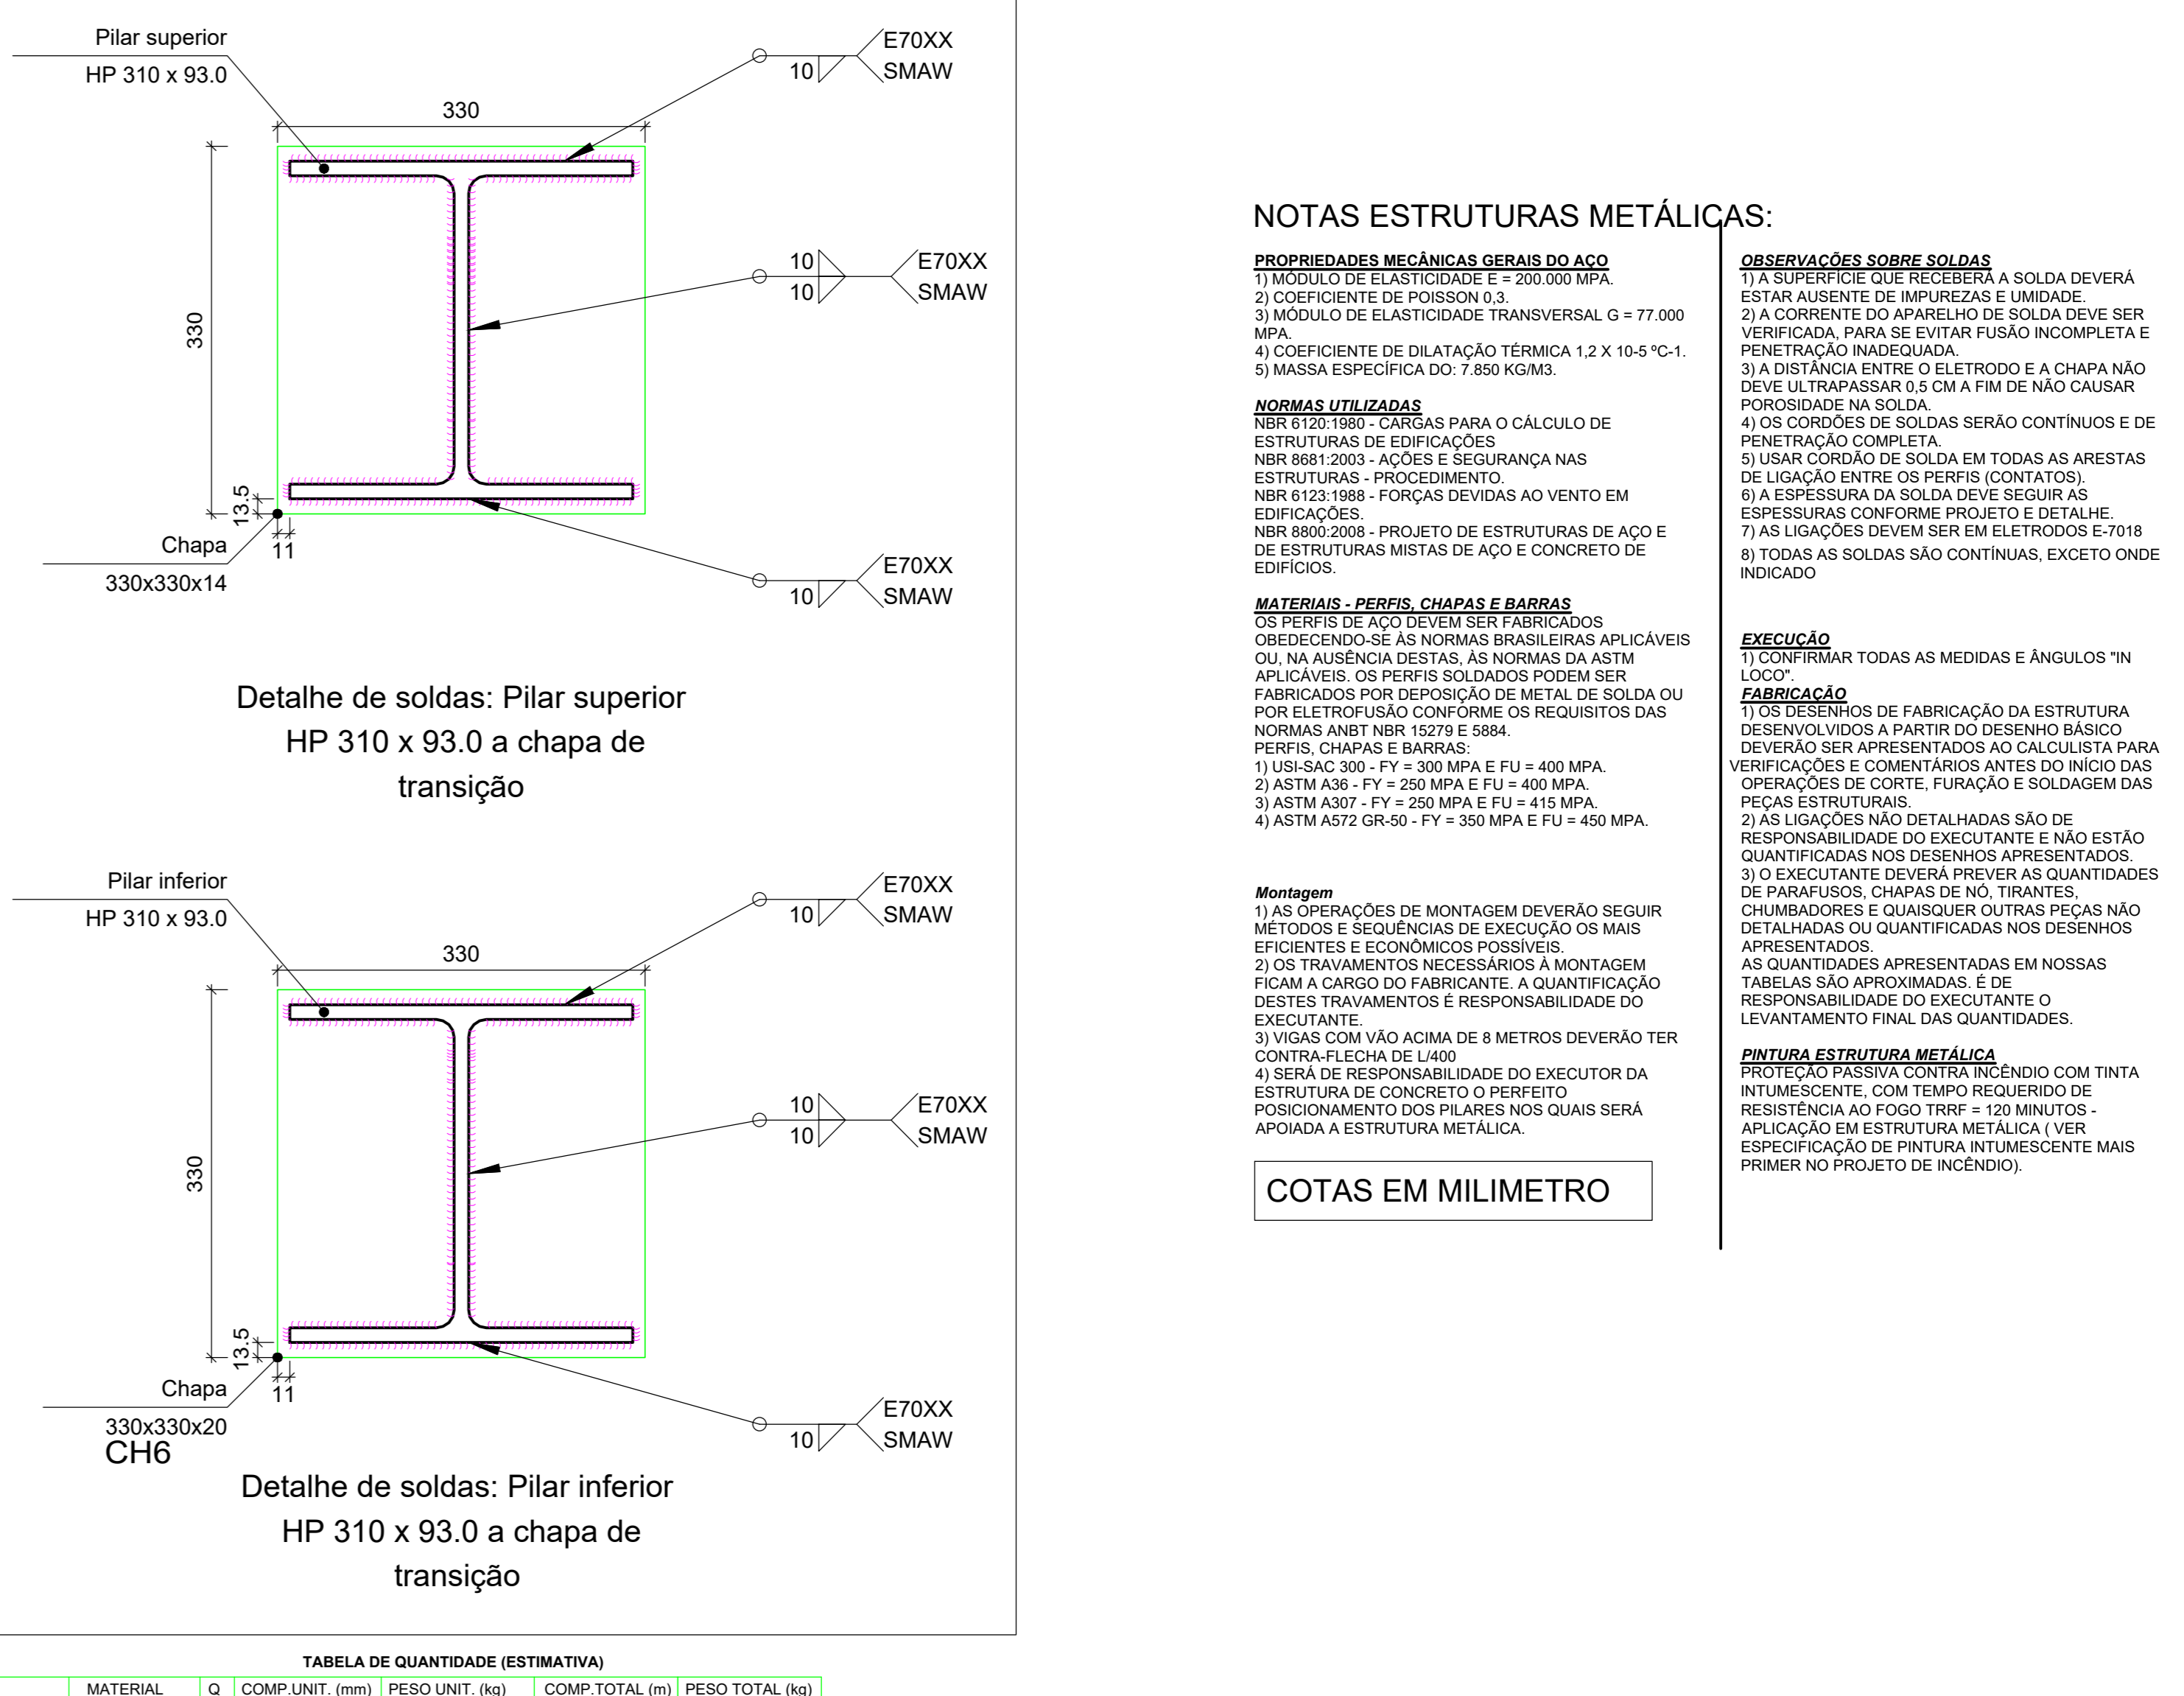 Pilar superior
HP 310 x 93.0
E70XX
10
SMAW
330
330
10
10
E70XX
SMAW
13.5
11
Chapa
330x330x14
E70XX
10
SMAW
Detalhe de soldas: Pilar superior
HP 310 x 93.0 a chapa de
transição
Pilar inferior
HP 310 x 93.0
E70XX
10
SMAW
330
330
10
10
E70XX
SMAW
13.5
11
Chapa
330x330x20
CH6
E70XX
10
SMAW
Detalhe de soldas: Pilar inferior
HP 310 x 93.0 a chapa de
transição
TABELA DE QUANTIDADE (ESTIMATIVA)
MATERIAL Q COMP.UNIT. (mm) PESO UNIT. (kg) COMP.TOTAL (m) PESO TOTAL (kg)
NOTAS ESTRUTURAS METÁLICAS:
PROPRIEDADES MECÂNICAS GERAIS DO AÇO
1) MÓDULO DE ELASTICIDADE E = 200.000 MPA.
2) COEFICIENTE DE POISSON 0,3.
3) MÓDULO DE ELASTICIDADE TRANSVERSAL G = 77.000
MPA.
4) COEFICIENTE DE DILATAÇÃO TÉRMICA 1,2 X 10-5 ºC-1.
5) MASSA ESPECÍFICA DO: 7.850 KG/M3.
NORMAS UTILIZADAS
NBR 6120:1980 - CARGAS PARA O CÁLCULO DE
ESTRUTURAS DE EDIFICAÇÕES
NBR 8681:2003 - AÇÕES E SEGURANÇA NAS
ESTRUTURAS - PROCEDIMENTO.
NBR 6123:1988 - FORÇAS DEVIDAS AO VENTO EM
EDIFICAÇÕES.
NBR 8800:2008 - PROJETO DE ESTRUTURAS DE AÇO E
DE ESTRUTURAS MISTAS DE AÇO E CONCRETO DE
EDIFÍCIOS.
MATERIAIS - PERFIS, CHAPAS E BARRAS
OS PERFIS DE AÇO DEVEM SER FABRICADOS
OBEDECENDO-SE ÀS NORMAS BRASILEIRAS APLICÁVEIS
OU, NA AUSÊNCIA DESTAS, ÀS NORMAS DA ASTM
APLICÁVEIS. OS PERFIS SOLDADOS PODEM SER
FABRICADOS POR DEPOSIÇÃO DE METAL DE SOLDA OU
POR ELETROFUSÃO CONFORME OS REQUISITOS DAS
NORMAS ANBT NBR 15279 E 5884.
PERFIS, CHAPAS E BARRAS:
1) USI-SAC 300 - FY = 300 MPA E FU = 400 MPA.
2) ASTM A36 - FY = 250 MPA E FU = 400 MPA.
3) ASTM A307 - FY = 250 MPA E FU = 415 MPA.
4) ASTM A572 GR-50 - FY = 350 MPA E FU = 450 MPA.
Montagem
1) AS OPERAÇÕES DE MONTAGEM DEVERÃO SEGUIR
MÉTODOS E SEQUÊNCIAS DE EXECUÇÃO OS MAIS
EFICIENTES E ECONÔMICOS POSSÍVEIS.
2) OS TRAVAMENTOS NECESSÁRIOS À MONTAGEM
FICAM A CARGO DO FABRICANTE. A QUANTIFICAÇÃO
DESTES TRAVAMENTOS É RESPONSABILIDADE DO
EXECUTANTE.
3) VIGAS COM VÃO ACIMA DE 8 METROS DEVERÃO TER
CONTRA-FLECHA DE L/400
4) SERÁ DE RESPONSABILIDADE DO EXECUTOR DA
ESTRUTURA DE CONCRETO O PERFEITO
POSICIONAMENTO DOS PILARES NOS QUAIS SERÁ
APOIADA A ESTRUTURA METÁLICA.
COTAS EM MILIMETRO
OBSERVAÇÕES SOBRE SOLDAS
1) A SUPERFÍCIE QUE RECEBERÁ A SOLDA DEVERÁ
ESTAR AUSENTE DE IMPUREZAS E UMIDADE.
2) A CORRENTE DO APARELHO DE SOLDA DEVE SER
VERIFICADA, PARA SE EVITAR FUSÃO INCOMPLETA E
PENETRAÇÃO INADEQUADA.
3) A DISTÂNCIA ENTRE O ELETRODO E A CHAPA NÃO
DEVE ULTRAPASSAR 0,5 CM A FIM DE NÃO CAUSAR
POROSIDADE NA SOLDA.
4) OS CORDÕES DE SOLDAS SERÃO CONTÍNUOS E DE
PENETRAÇÃO COMPLETA.
5) USAR CORDÃO DE SOLDA EM TODAS AS ARESTAS
DE LIGAÇÃO ENTRE OS PERFIS (CONTATOS).
6) A ESPESSURA DA SOLDA DEVE SEGUIR AS
ESPESSURAS CONFORME PROJETO E DETALHE.
7) AS LIGAÇÕES DEVEM SER EM ELETRODOS E-7018
8) TODAS AS SOLDAS SÃO CONTÍNUAS, EXCETO ONDE
INDICADO
EXECUÇÃO
1) CONFIRMAR TODAS AS MEDIDAS E ÂNGULOS "IN
LOCO".
FABRICAÇÃO
1) OS DESENHOS DE FABRICAÇÃO DA ESTRUTURA
DESENVOLVIDOS A PARTIR DO DESENHO BÁSICO
DEVERÃO SER APRESENTADOS AO CALCULISTA PARA
VERIFICAÇÕES E COMENTÁRIOS ANTES DO INÍCIO DAS
OPERAÇÕES DE CORTE, FURAÇÃO E SOLDAGEM DAS
PEÇAS ESTRUTURAIS.
2) AS LIGAÇÕES NÃO DETALHADAS SÃO DE
RESPONSABILIDADE DO EXECUTANTE E NÃO ESTÃO
QUANTIFICADAS NOS DESENHOS APRESENTADOS.
3) O EXECUTANTE DEVERÁ PREVER AS QUANTIDADES
DE PARAFUSOS, CHAPAS DE NÓ, TIRANTES,
CHUMBADORES E QUAISQUER OUTRAS PEÇAS NÃO
DETALHADAS OU QUANTIFICADAS NOS DESENHOS
APRESENTADOS.
AS QUANTIDADES APRESENTADAS EM NOSSAS
TABELAS SÃO APROXIMADAS. É DE
RESPONSABILIDADE DO EXECUTANTE O
LEVANTAMENTO FINAL DAS QUANTIDADES.
PINTURA ESTRUTURA METÁLICA
PROTEÇÃO PASSIVA CONTRA INCÊNDIO COM TINTA
INTUMESCENTE, COM TEMPO REQUERIDO DE
RESISTÊNCIA AO FOGO TRRF = 120 MINUTOS -
APLICAÇÃO EM ESTRUTURA METÁLICA ( VER
ESPECIFICAÇÃO DE PINTURA INTUMESCENTE MAIS
PRIMER NO PROJETO DE INCÊNDIO).